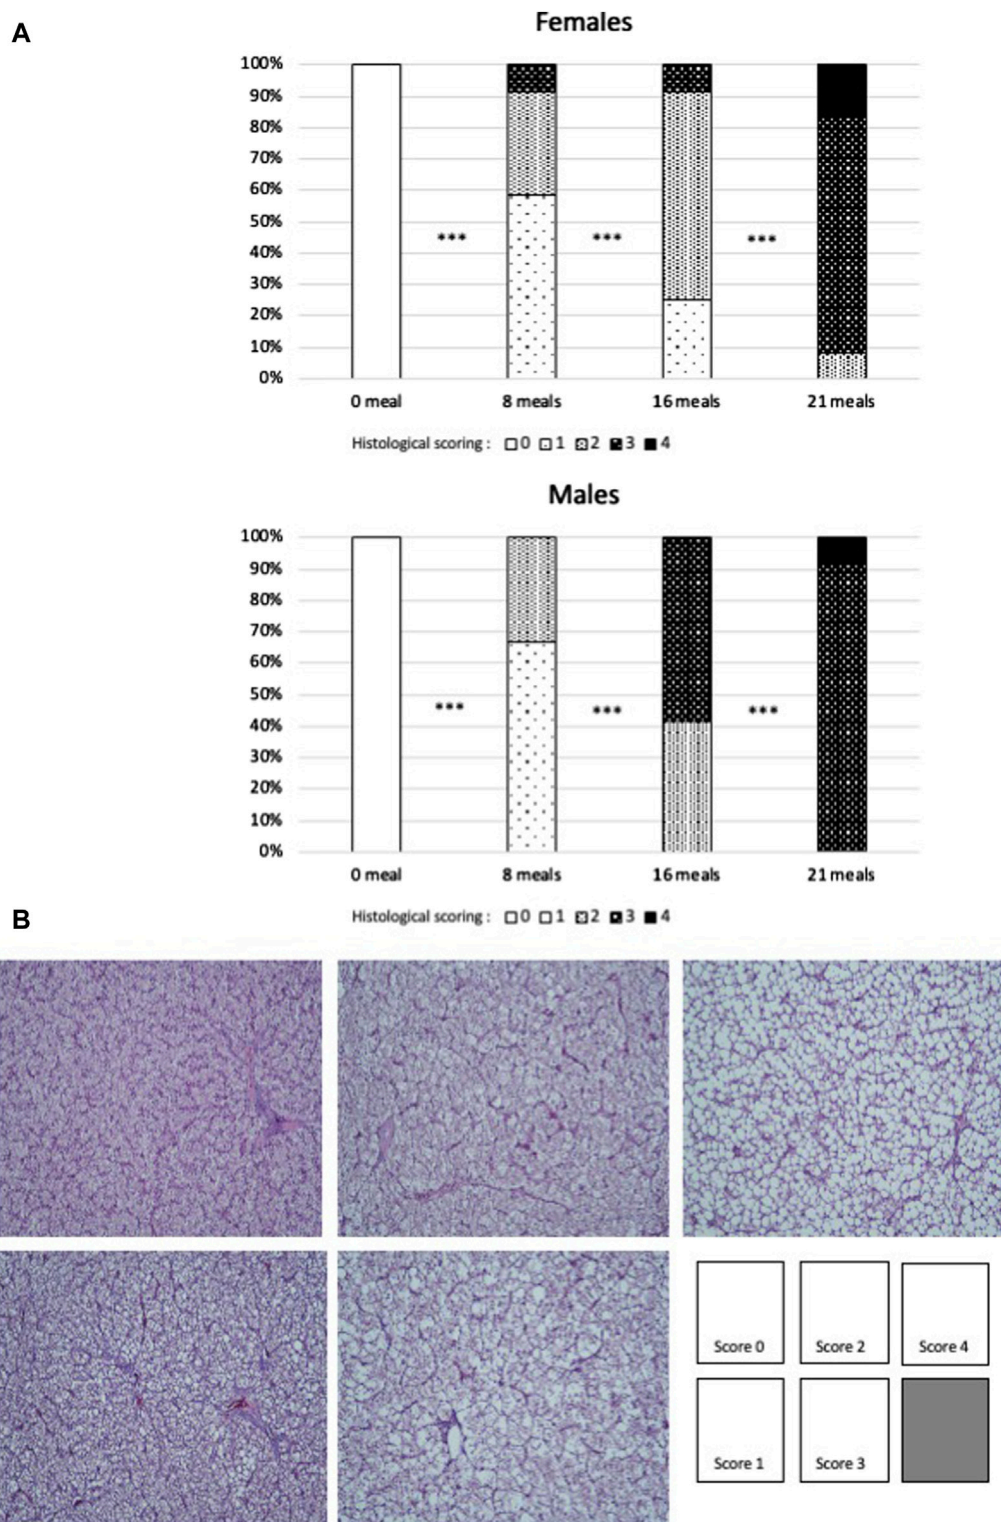 A
Females
100%
90%
80%
70%
60%
50%
*** *** ***
40%
30%
20%
10%
0%
0 meal 8 meals 16 meals 21 meals
Histological scoring : 0 1 2 3 4
Males
100%
90%
80%
70%
60%
50%
*** *** ***
40%
30%
20%
10%
0%
0 meal 8 meals 16 meals 21 meals
Histological scoring : 0 1 2 3 4
B
Score 0 Score 2 Score 4
Score 1 Score 3